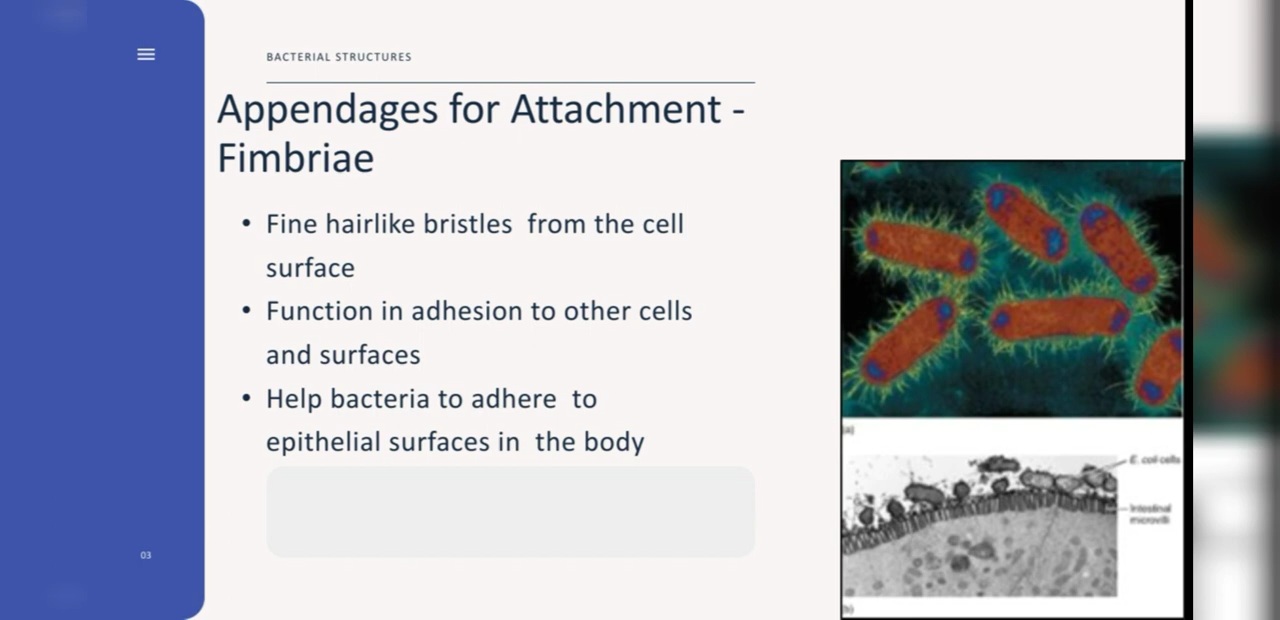 BACTERIAL STRUCTURES
Appendages for Attachment -
Fimbriae
• Fine hairlike bristles from the cell
surface
• Function in adhesion to other cells
and surfaces
• Help bacteria to adhere to
epithelial surfaces in the body
(a)
E. coli cells
Intestinal
microvilli
(b)
03